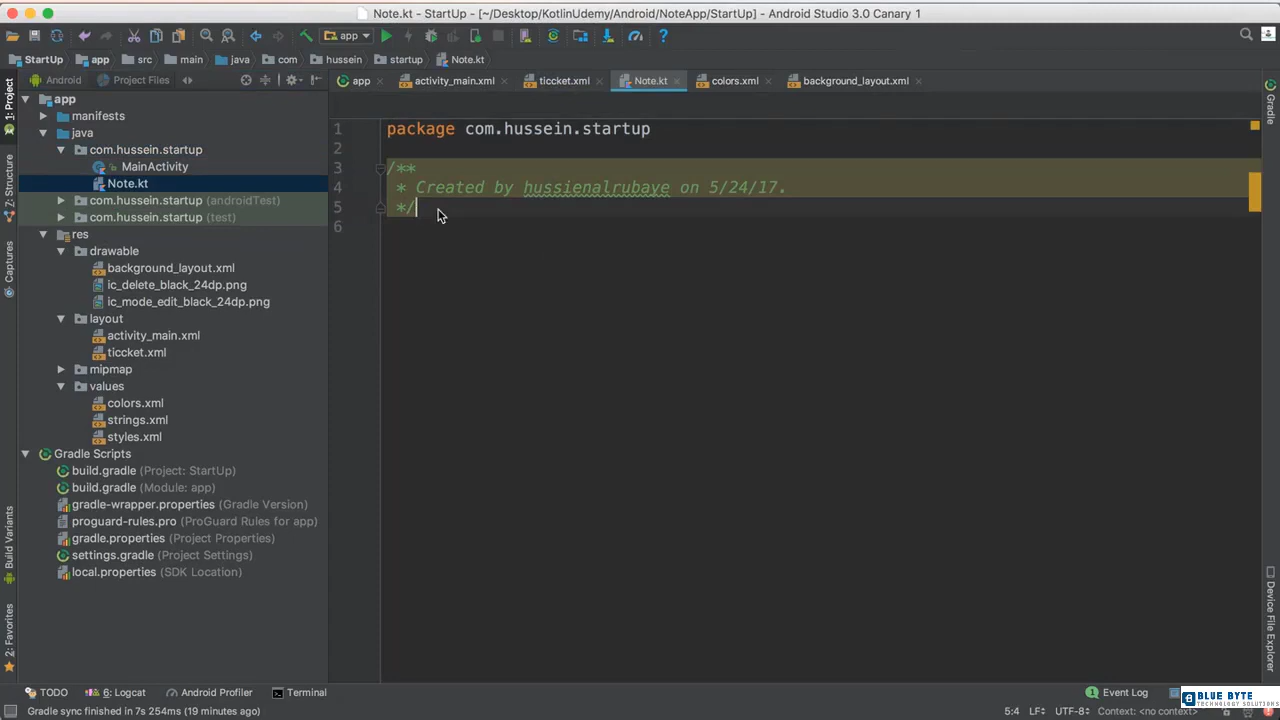 Note.kt - StartUp - [~/Desktop/KotlinUdemy/Android/NoteApp/StartUp] - Android Studio 3.0 Canary 1
app
StartUp app src main java com hussein startup Note.kt
Android Project Files
app activity_main.xml ticcket.xml Note.kt colors.xml background_layout.xml
1: Project
Z: Structure
Captures
Build Variants
2: Favorites
app
manifests
java
com.hussein.startup
MainActivity
Note.kt
com.hussein.startup (androidTest)
com.hussein.startup (test)
res
drawable
background_layout.xml
ic_delete_black_24dp.png
ic_mode_edit_black_24dp.png
layout
activity_main.xml
ticcket.xml
mipmap
values
colors.xml
strings.xml
styles.xml
Gradle Scripts
build.gradle (Project: StartUp)
build.gradle (Module: app)
gradle-wrapper.properties (Gradle Version)
proguard-rules.pro (ProGuard Rules for app)
gradle.properties (Project Properties)
settings.gradle (Project Settings)
local.properties (SDK Location)
1 package com.hussein.startup
2
3 /**
4 * Created by hussienalrubaye on 5/24/17.
5 */
6
Gradle
Device File Explorer
TODO 6: Logcat Android Profiler Terminal
1 Event Log
Gradle sync finished in 7s 254ms (19 minutes ago)
5:4 LF÷ UTF-8÷ Context: <no context>
BLUE BYTE
TECHNOLOGY SOLUTIONS